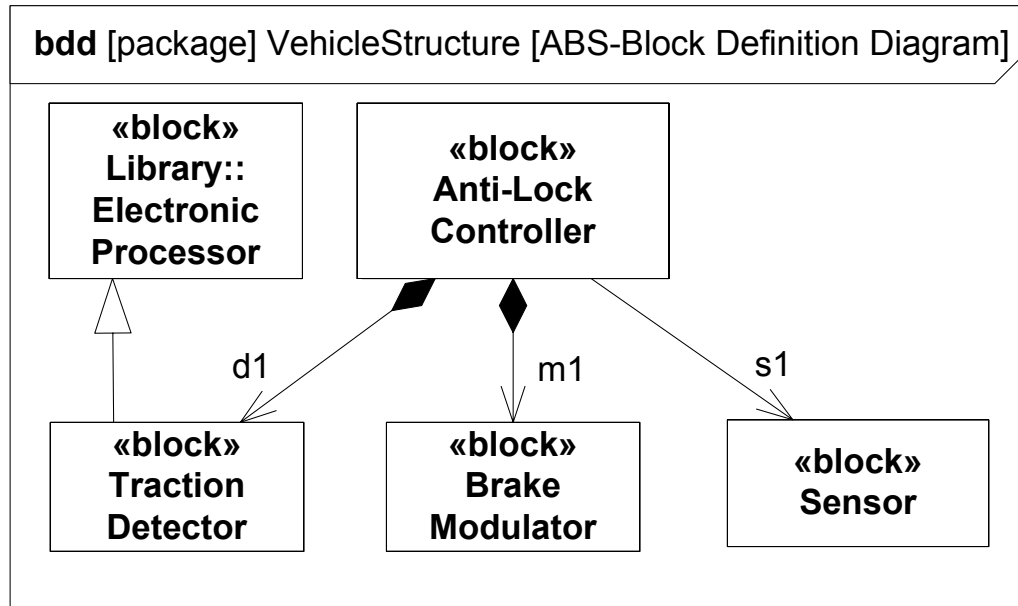 bdd [package] VehicleStructure [ABS-Block Definition Diagram]
«block»
Library::
Electronic
Processor
«block»
Anti-Lock
Controller
d1
m1
s1
«block»
Traction
Detector
«block»
Brake
Modulator
«block»
Sensor